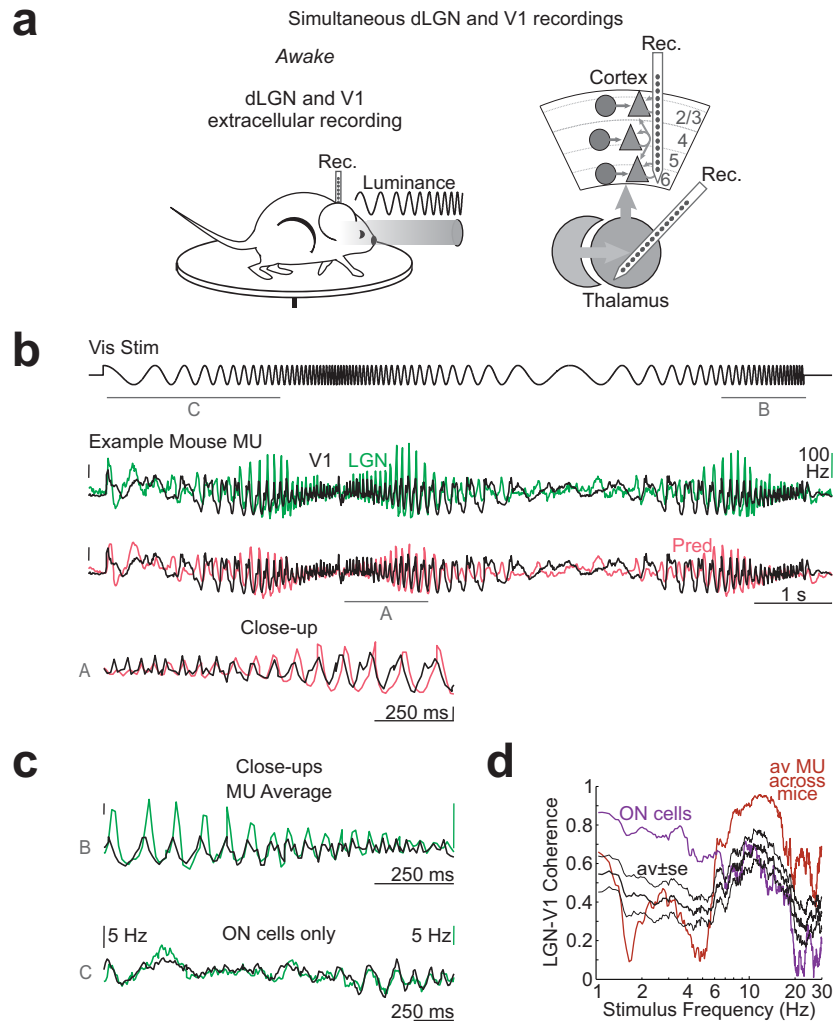 a
Simultaneous dLGN and V1 recordings
Awake
dLGN and V1
extracellular recording
Rec.
Luminance
Rec.
Cortex
2/3
4
5
6
Rec.
Thalamus
b
Vis Stim
C
B
Example Mouse MU
V1
LGN
100
Hz
Pred
1 s
A
Close-up
A
250 ms
c
Close-ups
MU Average
B
250 ms
5 Hz
ON cells only
5 Hz
C
250 ms
d
LGN-V1 Coherence
1
0.8
0.6
0.4
0.2
0
ON cells
av MU
across
mice
av±se
1
2
4
6
10
20
30
Stimulus Frequency (Hz)